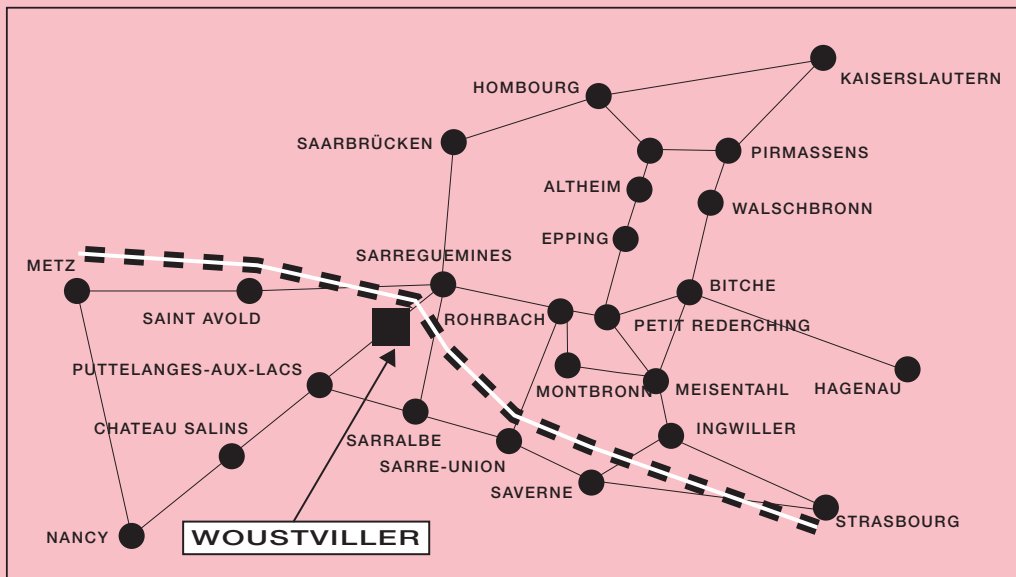 KAISERSLAUTERN
HOMBOURG
SAARBRÜCKEN
PIRMASSENS
ALTHEIM
WALSCHBRONN
EPPING
SARREGUEMINES
METZ
BITCHE
SAINT AVOLD
ROHRBACH
PETIT REDERCHING
PUTTELANGES-AUX-LACS
MONTBRONN
MEISENTAHL
HAGENAU
CHATEAU SALINS
SARRALBE
INGWILLER
SARRE-UNION
SAVERNE
STRASBOURG
NANCY
WOUSTVILLER